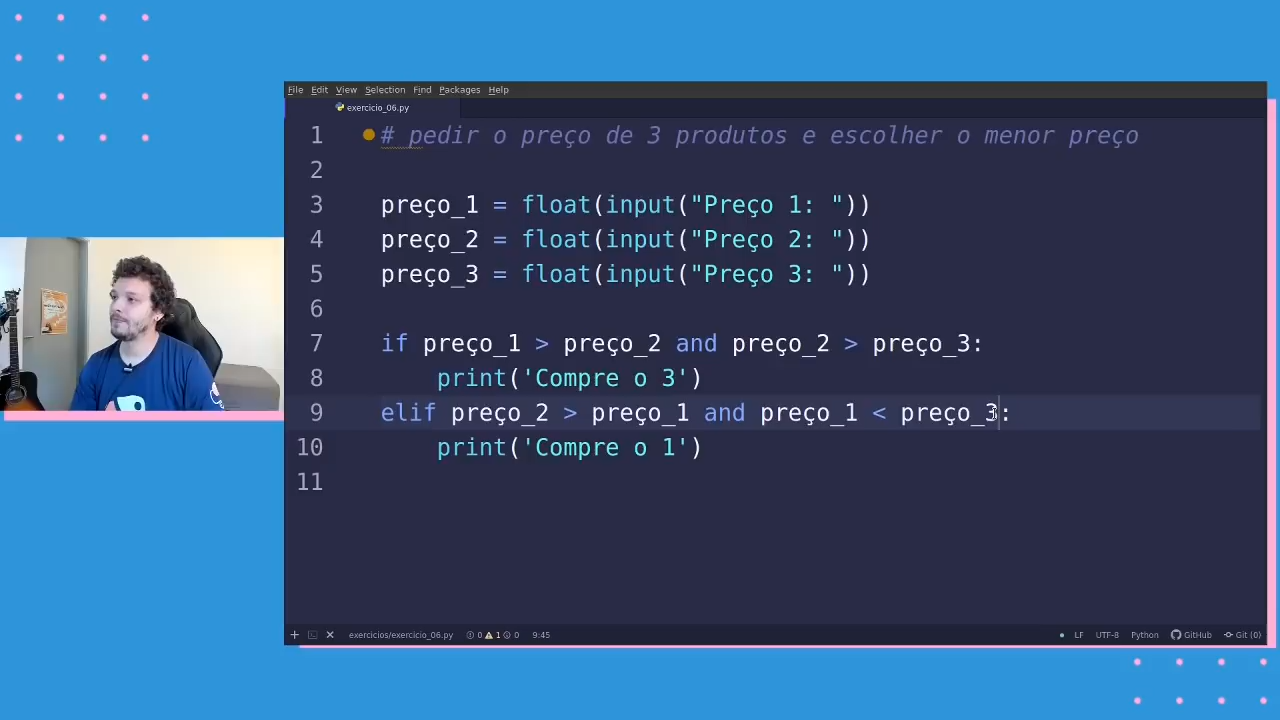 File Edit View Selection Find Packages Help
exercicio_06.py
1 # pedir o preço de 3 produtos e escolher o menor preço
2
3 preço_1 = float(input("Preço 1: "))
4 preço_2 = float(input("Preço 2: "))
5 preço_3 = float(input("Preço 3: "))
6
7 if preço_1 > preço_2 and preço_2 > preço_3:
8 print('Compre o 3')
9 elif preço_2 > preço_1 and preço_1 < preço_3:
10 print('Compre o 1')
11
exercicios/exercicio_06.py 0 1 0 9:45 LF UTF-8 Python GitHub Git (0)